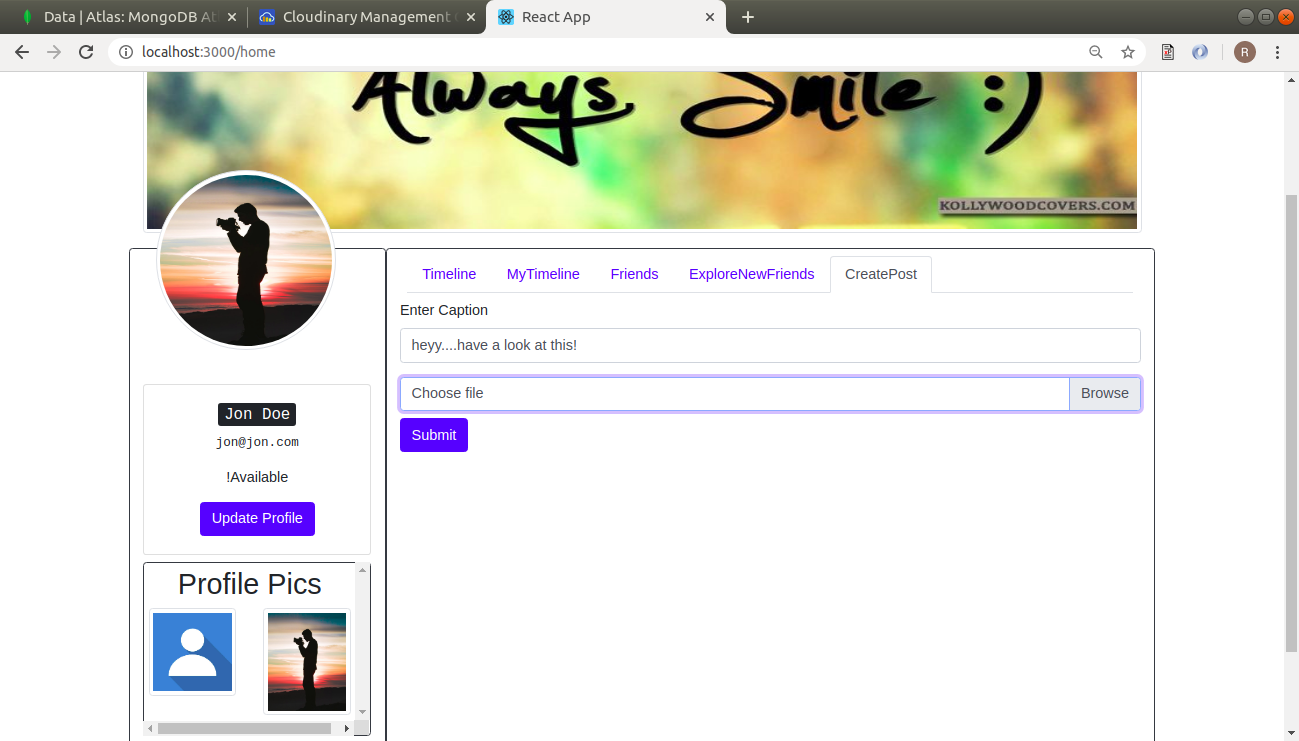 Data | Atlas: MongoDB At
Cloudinary Management
React App
localhost:3000/home
R
Always Smile :)
KOLLYWOODCOVERS.COM
Timeline MyTimeline Friends ExploreNewFriends CreatePost
Enter Caption
heyy....have a look at this!
Choose file Browse
Submit
Jon Doe
jon@jon.com
!Available
Update Profile
Profile Pics